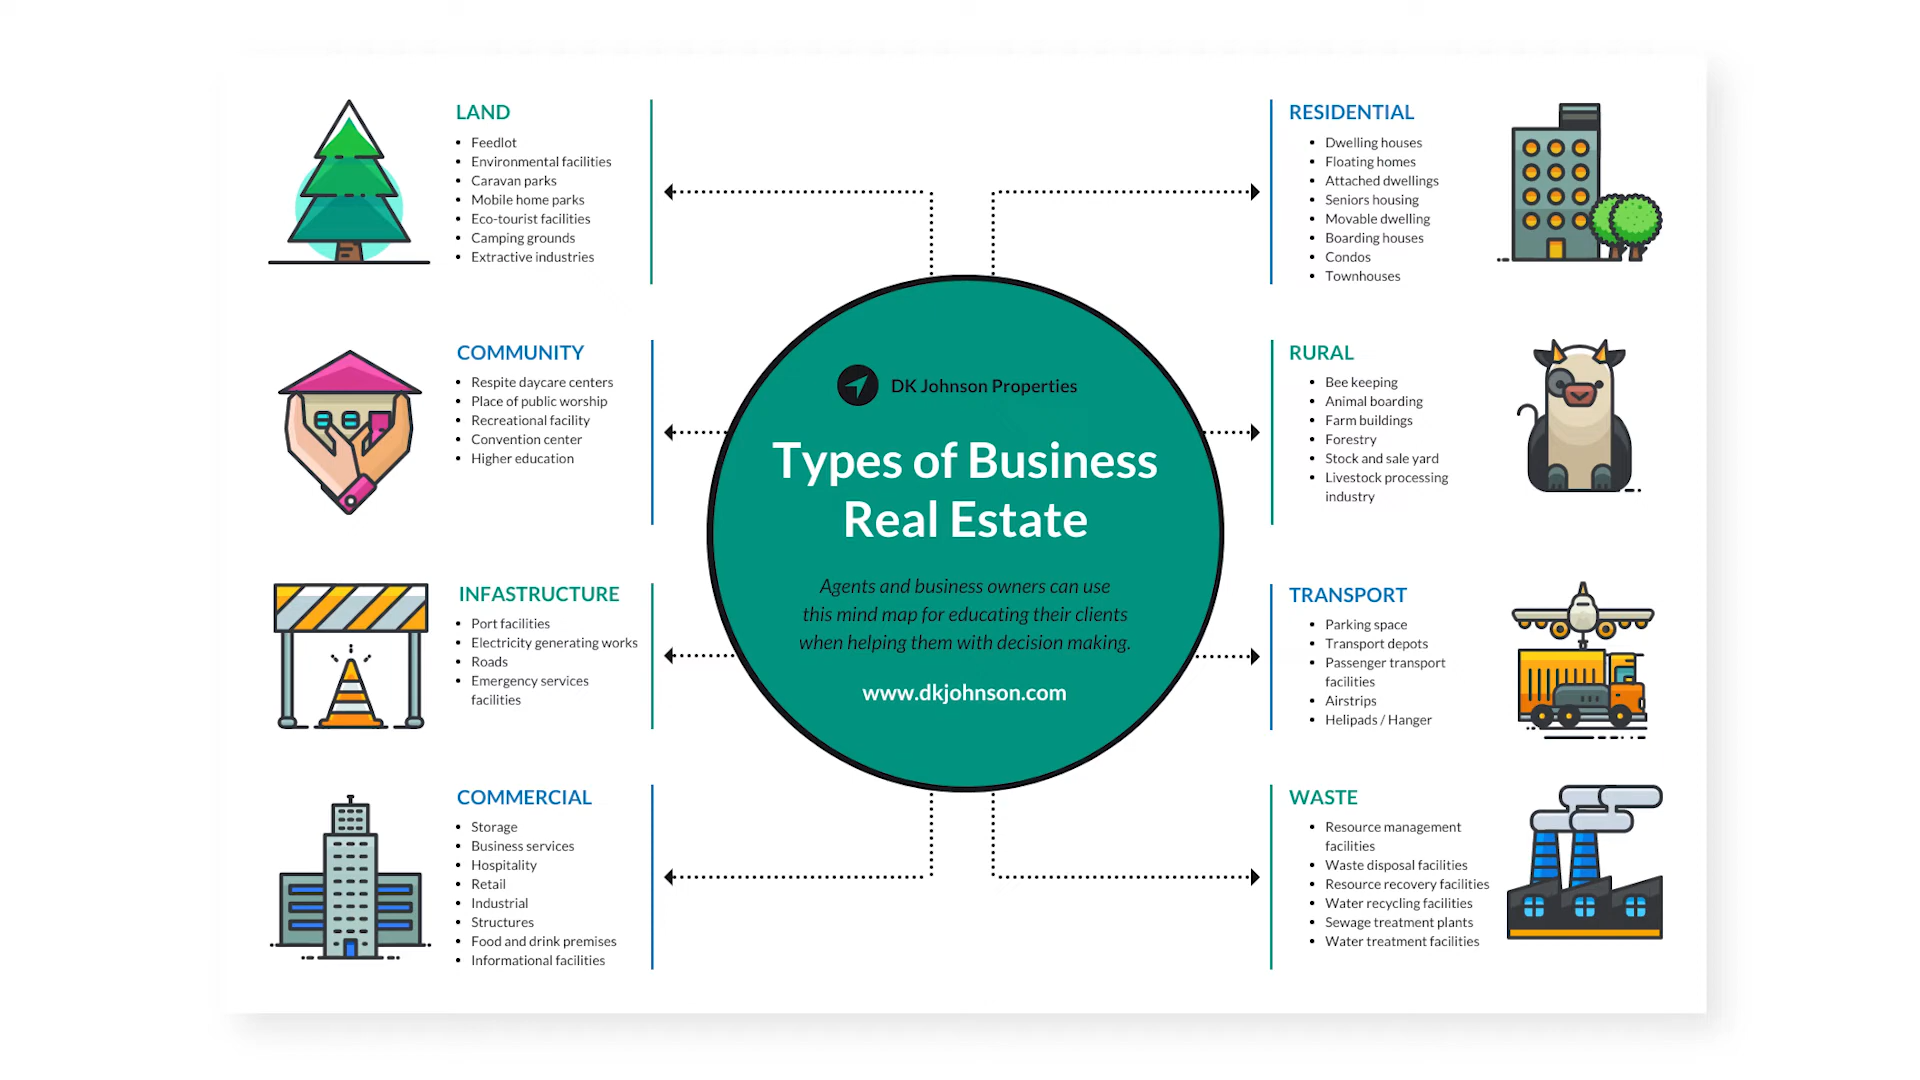 LAND
Feedlot
Environmental facilities
Caravan parks
Mobile home parks
Eco-tourist facilities
Camping grounds
Extractive industries
COMMUNITY
Respite daycare centers
Place of public worship
Recreational facility
Convention center
Higher education
INFASTRUCTURE
Port facilities
Electricity generating works
Roads
Emergency services
facilities
COMMERCIAL
Storage
Business services
Hospitality
Retail
Industrial
Structures
Food and drink premises
Informational facilities
DK Johnson Properties
Types of Business
Real Estate
Agents and business owners can use
this mind map for educating their clients
when helping them with decision making.
www.dkjohnson.com
RESIDENTIAL
Dwelling houses
Floating homes
Attached dwellings
Seniors housing
Movable dwelling
Boarding houses
Condos
Townhouses
RURAL
Bee keeping
Animal boarding
Farm buildings
Forestry
Stock and sale yard
Livestock processing
industry
TRANSPORT
Parking space
Transport depots
Passenger transport
facilities
Airstrips
Helipads / Hanger
WASTE
Resource management
facilities
Waste disposal facilities
Resource recovery facilities
Water recycling facilities
Sewage treatment plants
Water treatment facilities